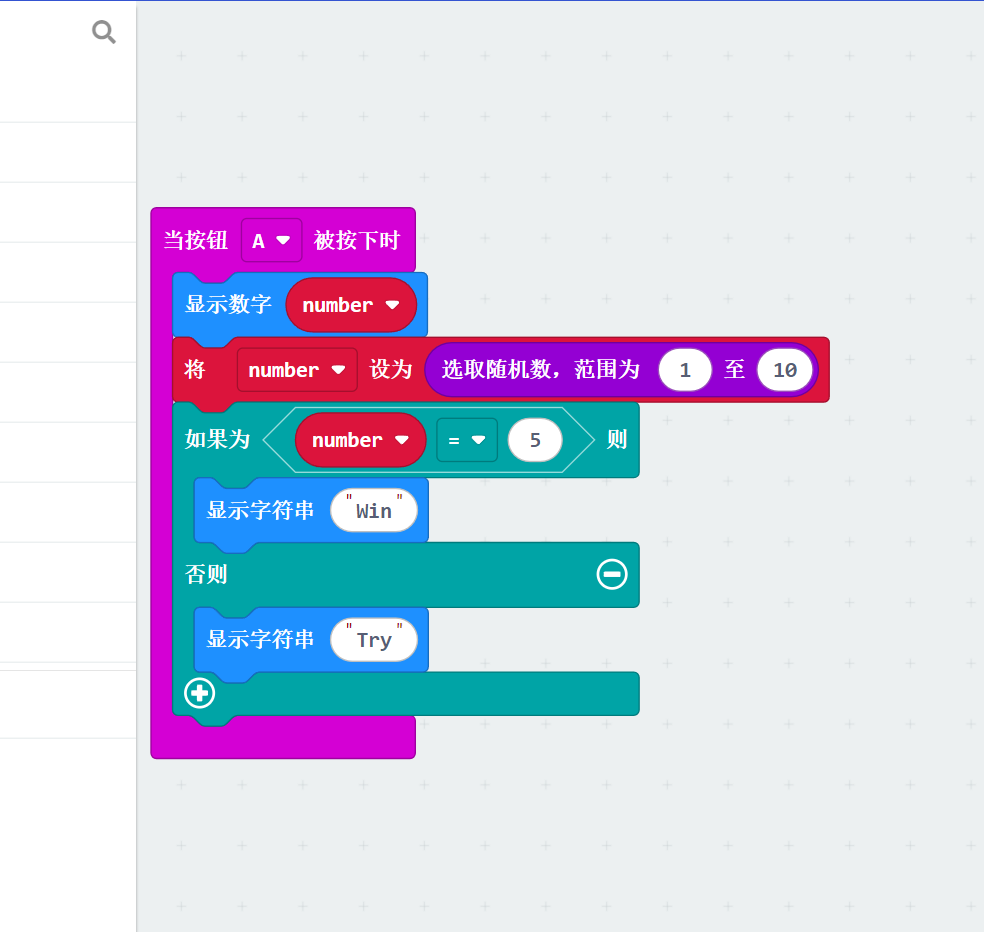 当按钮 A 被按下时
显示数字 number
将 number 设为 选取随机数，范围为 1 至 10
如果为 number = 5 则
显示字符串 "Win"
否则
显示字符串 "Try"